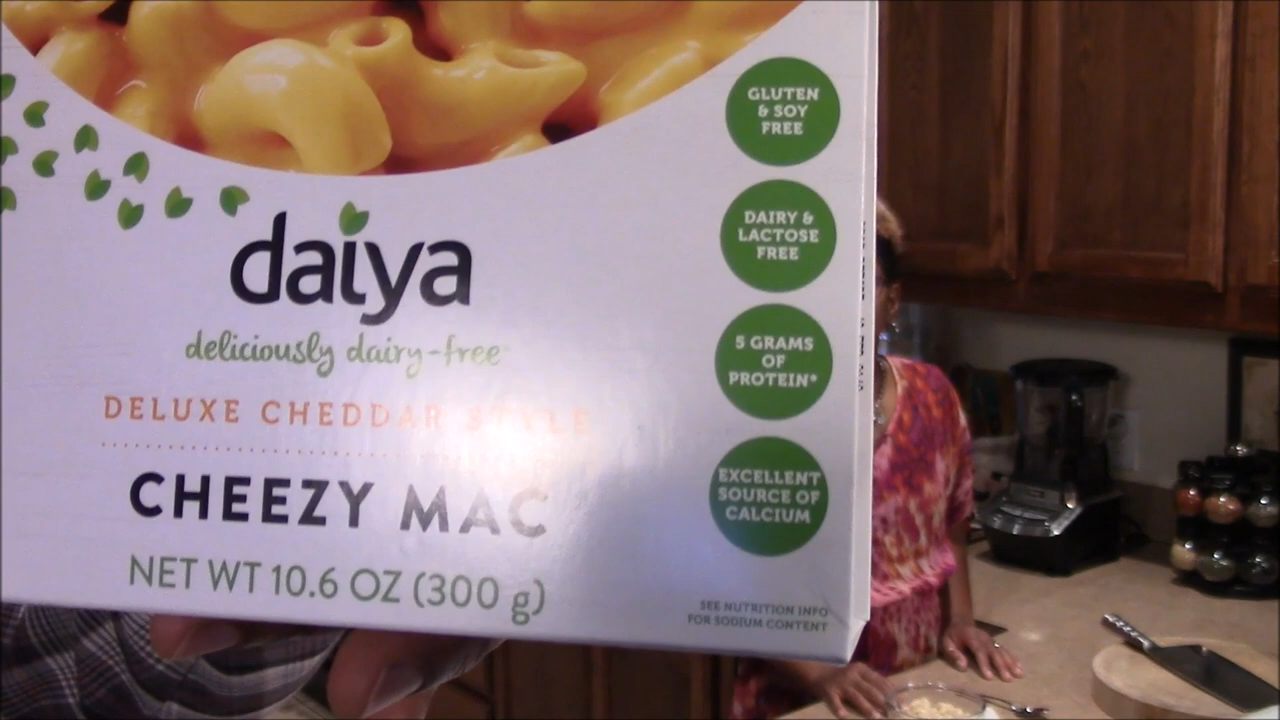 daiya
deliciously dairy-free
DELUXE CHEDDAR STYLE
CHEEZY MAC
NET WT 10.6 OZ (300 g)
GLUTEN
& SOY
FREE
DAIRY &
LACTOSE
FREE
5 GRAMS
OF
PROTEIN*
EXCELLENT
SOURCE OF
CALCIUM
SEE NUTRITION INFO
FOR SODIUM CONTENT